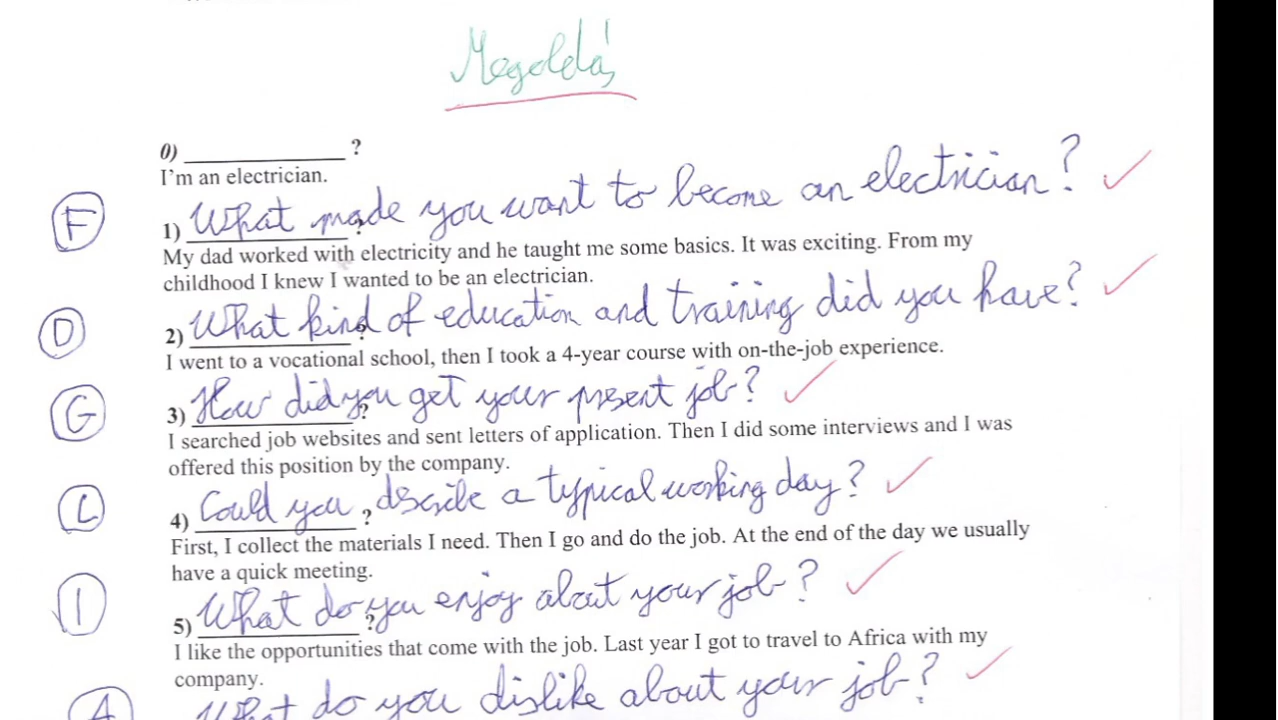 Megoldás
0) ______________ ?
I'm an electrician.
F
1) What made you want to become an electrician?
?
My dad worked with electricity and he taught me some basics. It was exciting. From my
childhood I knew I wanted to be an electrician.
D
2) What kind of education and training did you have?
?
I went to a vocational school, then I took a 4-year course with on-the-job experience.
G
3) How did you get your present job?
?
I searched job websites and sent letters of application. Then I did some interviews and I was
offered this position by the company.
C
4) Could you describe a typical working day?
?
First, I collect the materials I need. Then I go and do the job. At the end of the day we usually
have a quick meeting.
I
5) What do you enjoy about your job?
?
I like the opportunities that come with the job. Last year I got to travel to Africa with my
company.
A
What do you dislike about your job?